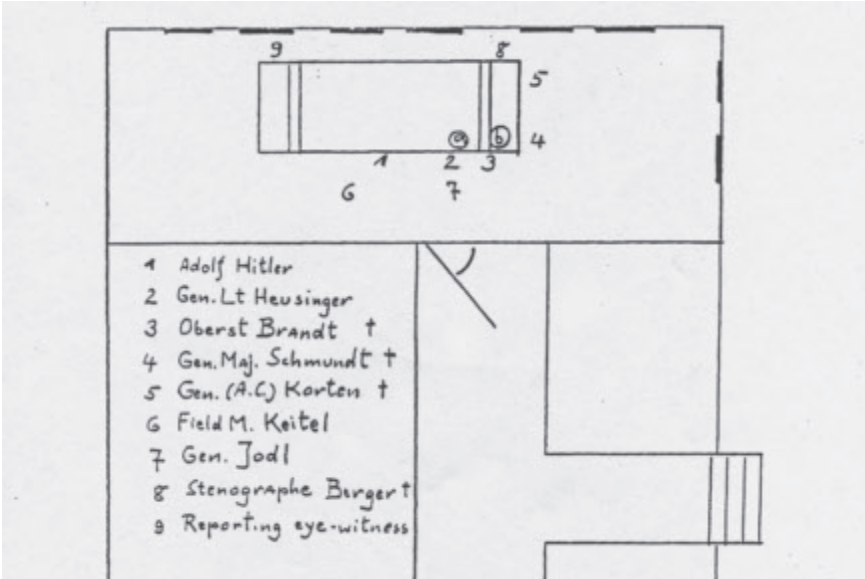 9 8
5
a b 4
1 2 3
6 7
1 Adolf Hitler
2 Gen. Lt Heusinger
3 Oberst Brandt †
4 Gen. Maj. Schmundt †
5 Gen. (A.C.) Korten †
6 Field M. Keitel
7 Gen. Jodl
8 Stenographe Berger †
9 Reporting eye-witness